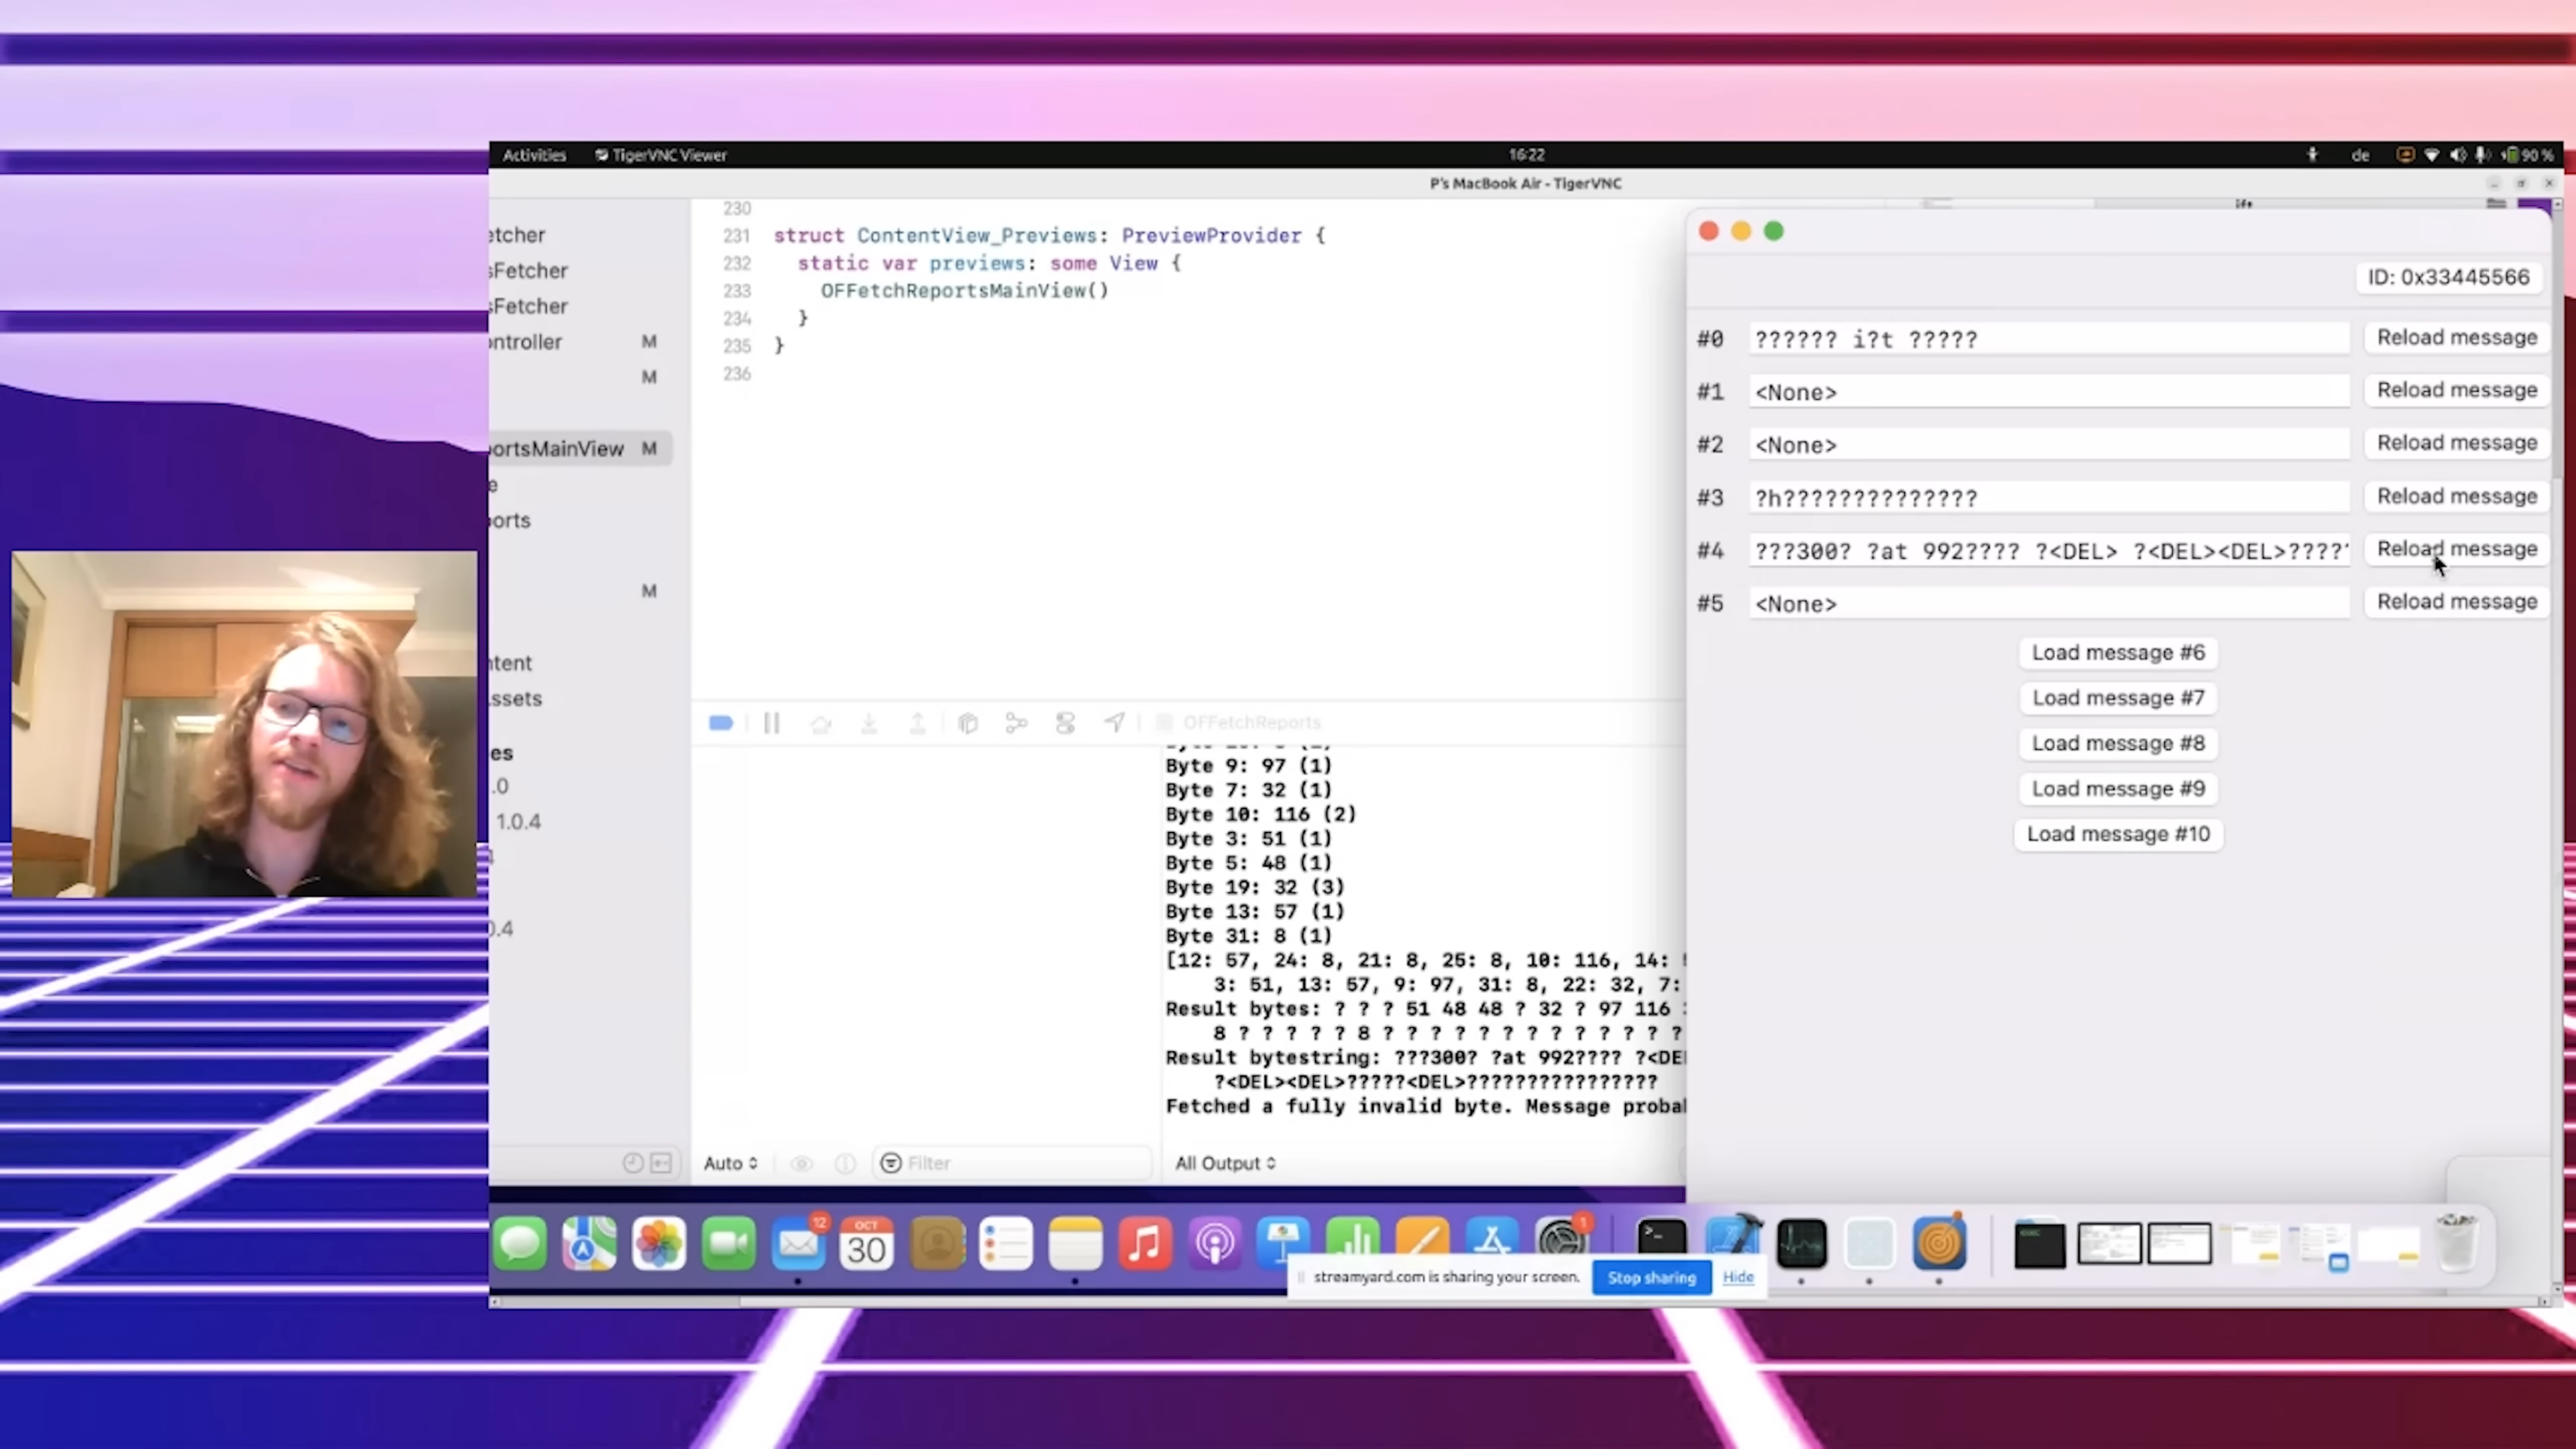 Activities TigerVNC Viewer 16:22 de 90 %
P's MacBook Air - TigerVNC
etcher
sFetcher
sFetcher
ontroller M
M
ortsMainView M
e
orts
M
ntent
ssets
es
.0
1.0.4
0.4
230
231 struct ContentView_Previews: PreviewProvider {
232 static var previews: some View {
233 OFFetchReportsMainView()
234 }
235 }
236
OFFetchReports
Byte 9: 97 (1)
Byte 7: 32 (1)
Byte 10: 116 (2)
Byte 3: 51 (1)
Byte 5: 48 (1)
Byte 19: 32 (3)
Byte 13: 57 (1)
Byte 31: 8 (1)
[12: 57, 24: 8, 21: 8, 25: 8, 10: 116, 14:
3: 51, 13: 57, 9: 97, 31: 8, 22: 32, 7:
Result bytes: ? ? ? 51 48 48 ? 32 ? 97 116
8 ? ? ? ? ? 8 ? ? ? ? ? ? ? ? ? ? ? ? ?
Result bytestring: ???300? ?at 992???? ?<DE
?<DEL><DEL>?????<DEL>????????????????
Fetched a fully invalid byte. Message probal
Auto Filter All Output
ID: 0x33445566
#0 ?????? i?t ????? Reload message
#1 <None> Reload message
#2 <None> Reload message
#3 ?h?????????????? Reload message
#4 ???300? ?at 992???? ?<DEL> ?<DEL><DEL>???? Reload message
#5 <None> Reload message
Load message #6
Load message #7
Load message #8
Load message #9
Load message #10
12 OCT 30 1
streamyard.com is sharing your screen. Stop sharing Hide